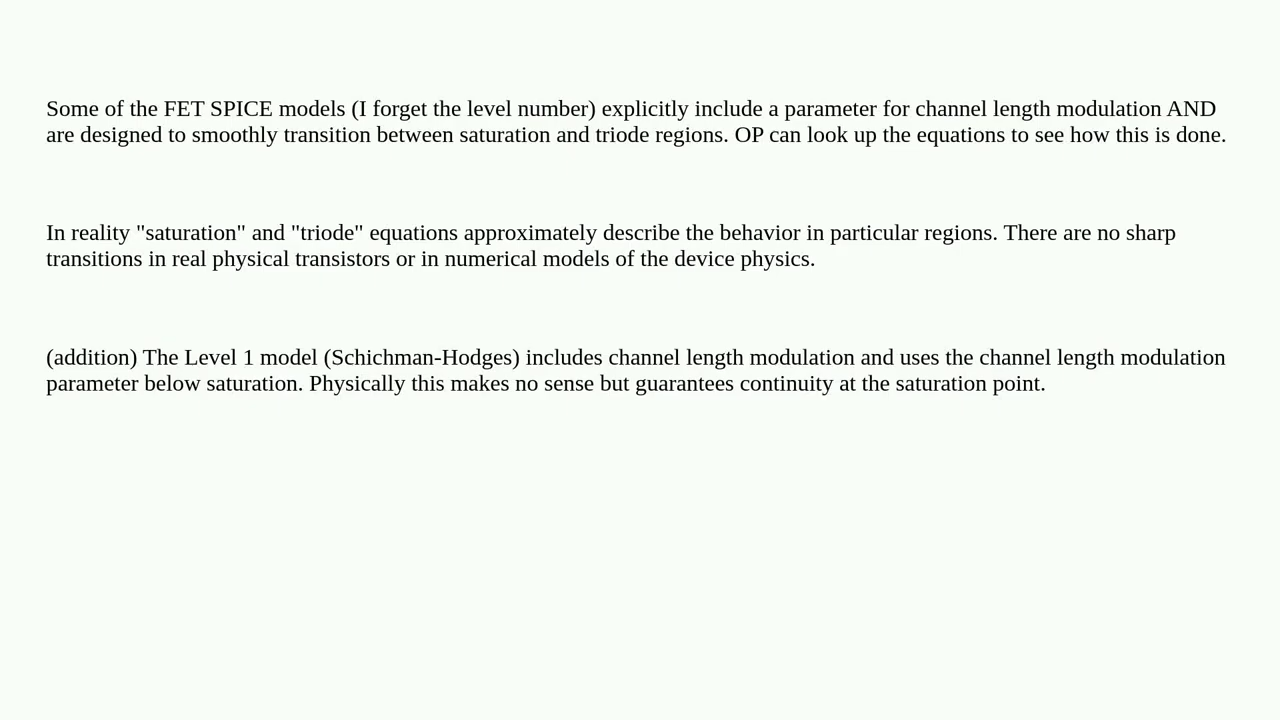 Some of the FET SPICE models (I forget the level number) explicitly include a parameter for channel length modulation AND
are designed to smoothly transition between saturation and triode regions. OP can look up the equations to see how this is done.
In reality "saturation" and "triode" equations approximately describe the behavior in particular regions. There are no sharp
transitions in real physical transistors or in numerical models of the device physics.
(addition) The Level 1 model (Schichman-Hodges) includes channel length modulation and uses the channel length modulation
parameter below saturation. Physically this makes no sense but guarantees continuity at the saturation point.